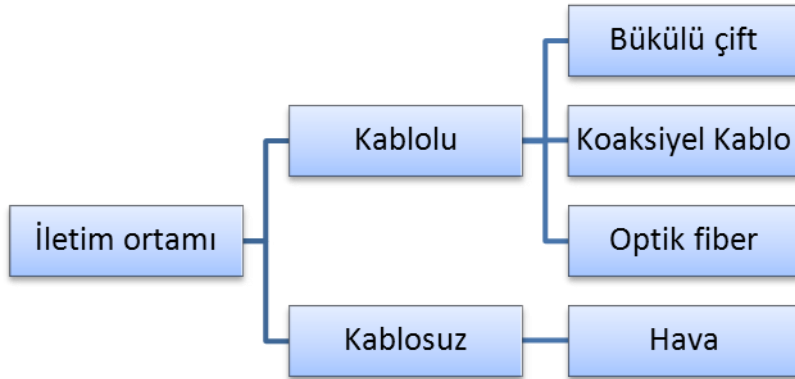 İletim ortamı
Kablolu
Bükülü çift
Koaksiyel Kablo
Optik fiber
Kablosuz
Hava